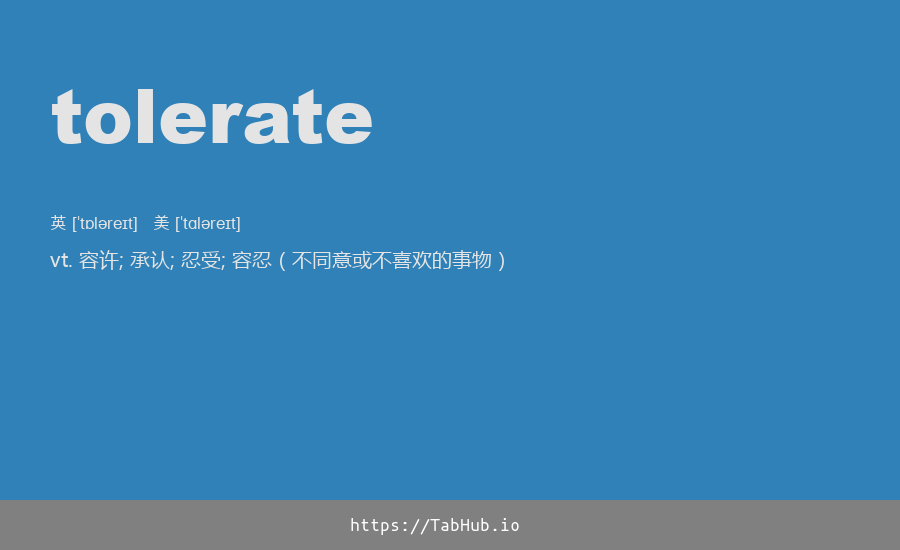 tolerate
英 [ˈtɒləreɪt] 美 [ˈtɑləreɪt]
vt. 容许; 承认; 忍受; 容忍（不同意或不喜欢的事物）
https://TabHub.io